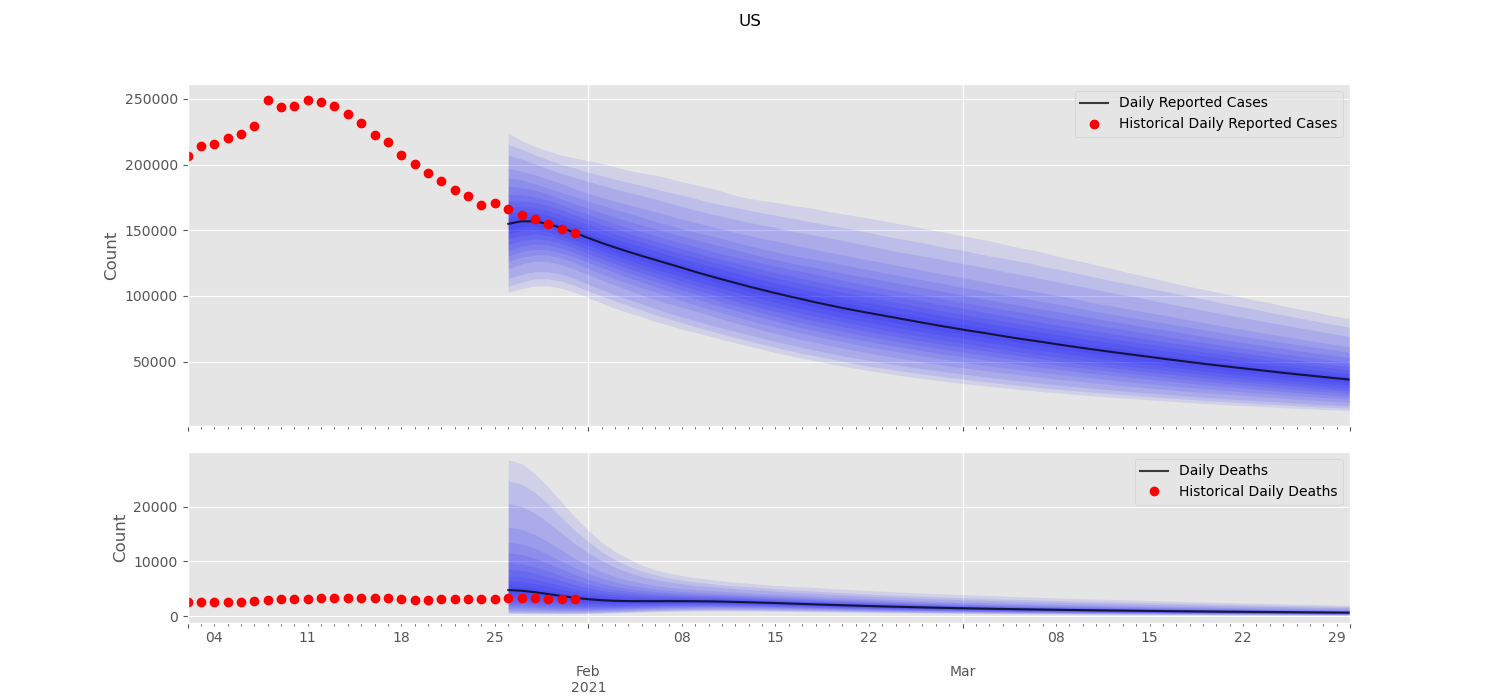 US
250000
200000
150000
100000
50000
Count
Daily Reported Cases
Historical Daily Reported Cases
20000
10000
0
Count
Daily Deaths
Historical Daily Deaths
04 11 18 25 08 15 22 08 15 22 29
Feb Mar
2021